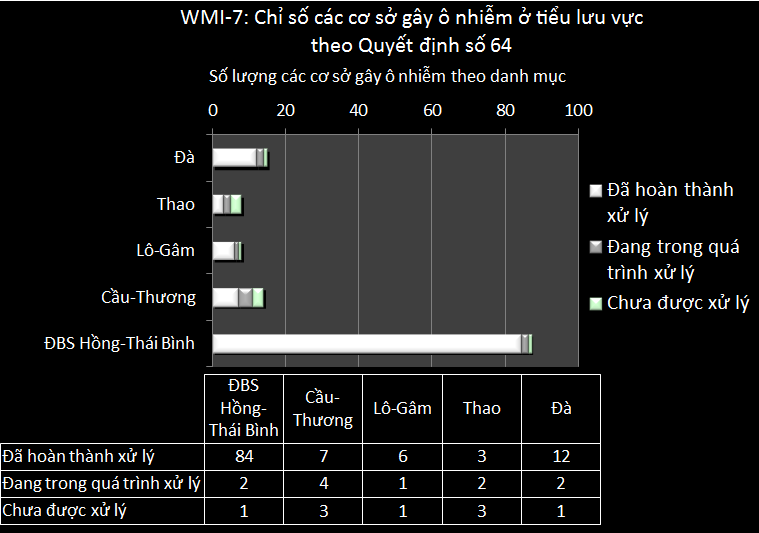 WMI-7: Chỉ số các cơ sở gây ô nhiễm ở tiểu lưu vực
theo Quyết định số 64
Số lượng các cơ sở gây ô nhiễm theo danh mục
0 20 40 60 80 100
Đà
Thao
Lô-Gâm
Cầu-Thương
ĐBS Hồng-Thái Bình
Đã hoàn thành
xử lý
Đang trong quá
trình xử lý
Chưa được xử lý
ĐBS
Hồng-
Thái Bình
Cầu-
Thương
Lô-Gâm
Thao
Đà
Đã hoàn thành xử lý 84 7 6 3 12
Đang trong quá trình xử lý 2 4 1 2 2
Chưa được xử lý 1 3 1 3 1